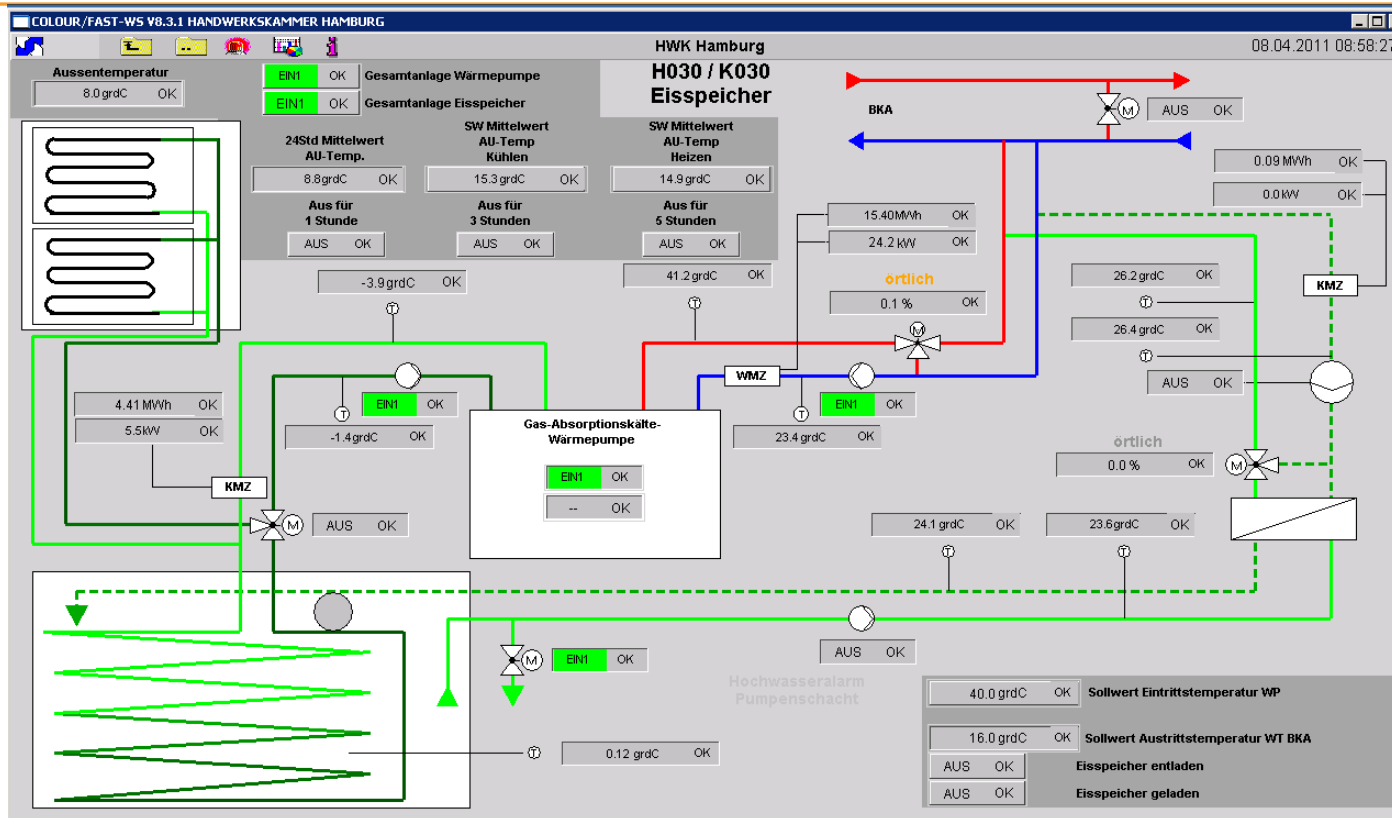 COLOUR/FAST-WS V8.3.1 HANDWERKSKAMMER HAMBURG
HWK Hamburg
08.04.2011 08:58:27
Aussentemperatur
8.0 grdC OK
EIN1 OK Gesamtanlage Wärmepumpe
EIN1 OK Gesamtanlage Eisspeicher
H030 / K030
Eisspeicher
BKA
M
AUS OK
24Std Mittelwert
AU-Temp.
8.8 grdC OK
SW Mittelwert
AU-Temp
Kühlen
15.3 grdC OK
SW Mittelwert
AU-Temp
Heizen
14.9 grdC OK
Aus für
1 Stunde
AUS OK
Aus für
3 Stunden
AUS OK
Aus für
5 Stunden
AUS OK
0.09 MWh OK
0.0 kW OK
15.40 MWh OK
24.2 kW OK
-3.9 grdC OK
T
41.2 grdC OK
T
örtlich
0.1 % OK
M
26.2 grdC OK
T
26.4 grdC OK
T
KMZ
AUS OK
WMZ
4.41 MWh OK
5.5 kW OK
EIN1 OK
T
-1.4 grdC OK
EIN1 OK
T
23.4 grdC OK
Gas-Absorptionskälte-
Wärmepumpe
EIN1 OK
-- OK
örtlich
0.0 % OK
M
KMZ
M
AUS OK
24.1 grdC OK
T
23.6 grdC OK
T
AUS OK
M
EIN1 OK
Hochwasseralarm
Pumpenschacht
T
0.12 grdC OK
40.0 grdC OK Sollwert Eintrittstemperatur WP
16.0 grdC OK Sollwert Austrittstemperatur WT BKA
AUS OK Eisspeicher entladen
AUS OK Eisspeicher geladen